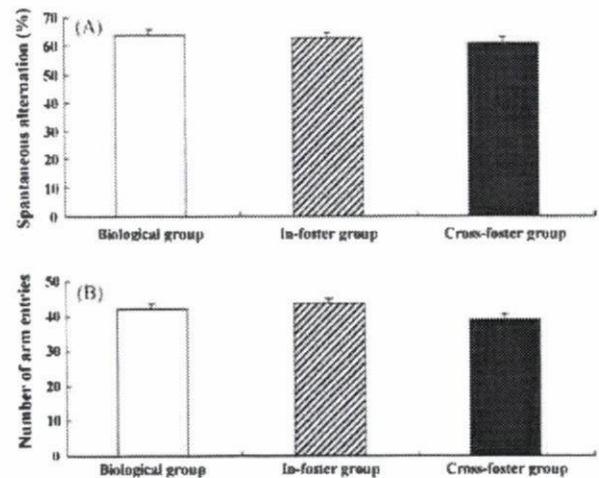 (A)
Spantaneous alternation (%)
70
60
50
40
30
20
10
0
Biological group In-foster group Cross-foster group
(B)
Number of arm entries
50
40
30
20
10
0
Biological group In-foster group Cross-foster group